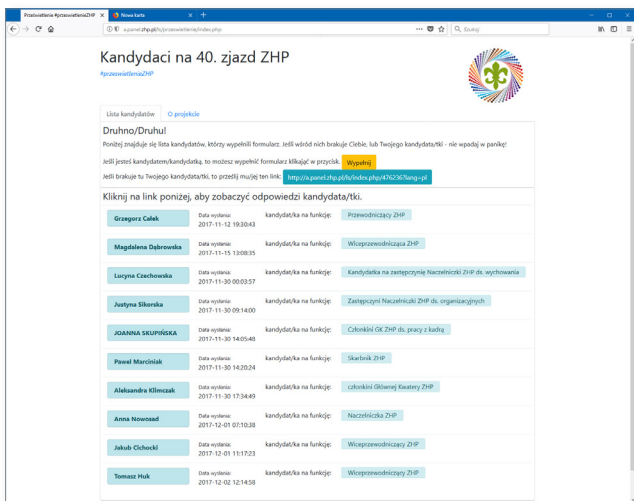 Prześwietlenie #przeswietlenieZHP
Nowa karta
a.panel.zhp.pl/ls/przeswietlenie/index.php
Szukaj
Kandydaci na 40. zjazd ZHP
#przeswietlenieZHP
Lista kandydatów O projekcie
Druhno/Druhu!
Poniżej znajduje się lista kandydatów, którzy wypełnili formularz. Jeśli wśród nich brakuje Ciebie, lub Twojego kandydata/tki - nie wpadaj w panikę!
Jeśli jesteś kandydatem/kandydatką, to możesz wypełnić formularz klikając w przycisk. Wypełnij
Jeśli brakuje tu Twojego kandydata/tki, to prześlij mu/jej ten link: http://a.panel.zhp.pl/ls/index.php/476236?lang=pl
Kliknij na link poniżej, aby zobaczyć odpowiedzi kandydata/tki.
Grzegorz Całek Data wysłania: kandydat/ka na funkcję: Przewodniczący ZHP
2017-11-12 19:30:43
Magdalena Dąbrowska Data wysłania: kandydat/ka na funkcję: Wiceprzewodnicząca ZHP
2017-11-15 13:08:35
Lucyna Czechowska Data wysłania: kandydat/ka na funkcję: Kandydatka na zastępczynię Naczelniczki ZHP ds. wychowania
2017-11-30 00:03:57
Justyna Sikorska Data wysłania: kandydat/ka na funkcję: Zastępczyni Naczelniczki ZHP ds. organizacyjnych
2017-11-30 09:14:00
JOANNA SKUPIŃSKA Data wysłania: kandydat/ka na funkcję: Członkini GK ZHP ds. pracy z kadrą
2017-11-30 14:05:48
Paweł Marciniak Data wysłania: kandydat/ka na funkcję: Skarbnik ZHP
2017-11-30 14:20:24
Aleksandra Klimczak Data wysłania: kandydat/ka na funkcję: członkini Głównej Kwatery ZHP
2017-11-30 17:34:49
Anna Nowosad Data wysłania: kandydat/ka na funkcję: Naczelniczka ZHP
2017-12-01 07:10:38
Jakub Cichocki Data wysłania: kandydat/ka na funkcję: Wiceprzewodniczący ZHP
2017-12-01 11:17:23
Tomasz Huk Data wysłania: kandydat/ka na funkcję: Wiceprzewodniczący ZHP
2017-12-02 12:14:58